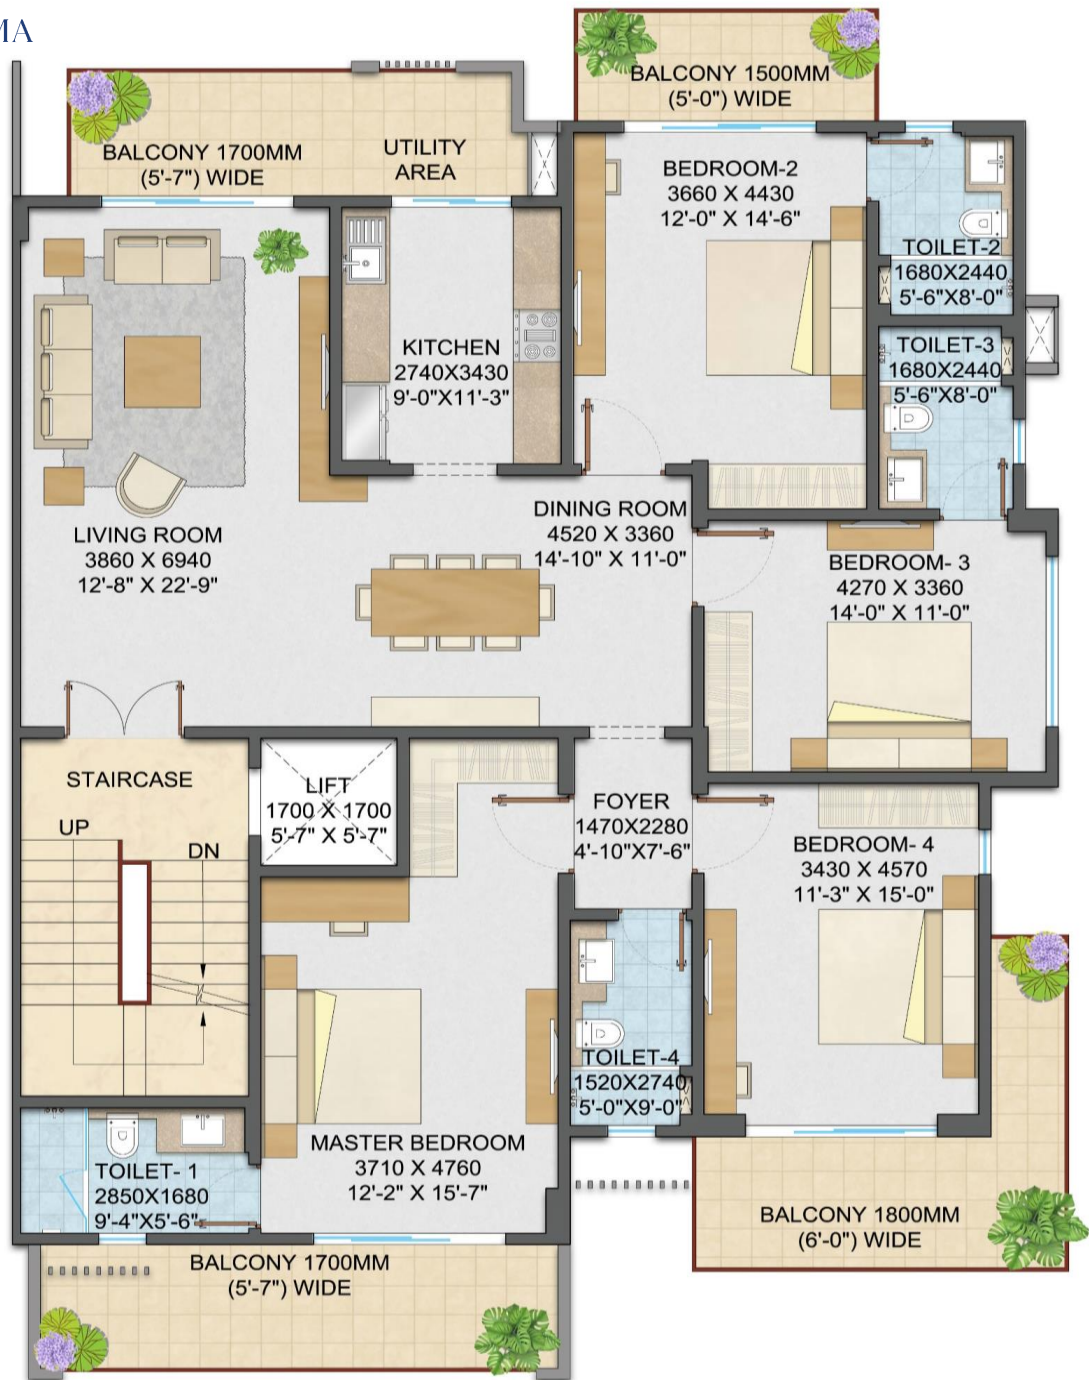 MA
BALCONY 1500MM
(5'-0") WIDE
BALCONY 1700MM
(5'-7") WIDE
UTILITY
AREA
BEDROOM-2
3660 X 4430
12'-0" X 14'-6"
TOILET-2
1680X2440
5'-6"X8'-0"
KITCHEN
2740X3430
9'-0"X11'-3"
TOILET-3
1680X2440
5'-6"X8'-0"
LIVING ROOM
3860 X 6940
12'-8" X 22'-9"
DINING ROOM
4520 X 3360
14'-10" X 11'-0"
BEDROOM- 3
4270 X 3360
14'-0" X 11'-0"
STAIRCASE
UP
DN
LIFT
1700 X 1700
5'-7" X 5'-7"
FOYER
1470X2280
4'-10"X7'-6"
BEDROOM- 4
3430 X 4570
11'-3" X 15'-0"
TOILET-4
1520X2740
5'-0"X9'-0"
MASTER BEDROOM
3710 X 4760
12'-2" X 15'-7"
TOILET- 1
2850X1680
9'-4"X5'-6"
BALCONY 1800MM
(6'-0") WIDE
BALCONY 1700MM
(5'-7") WIDE